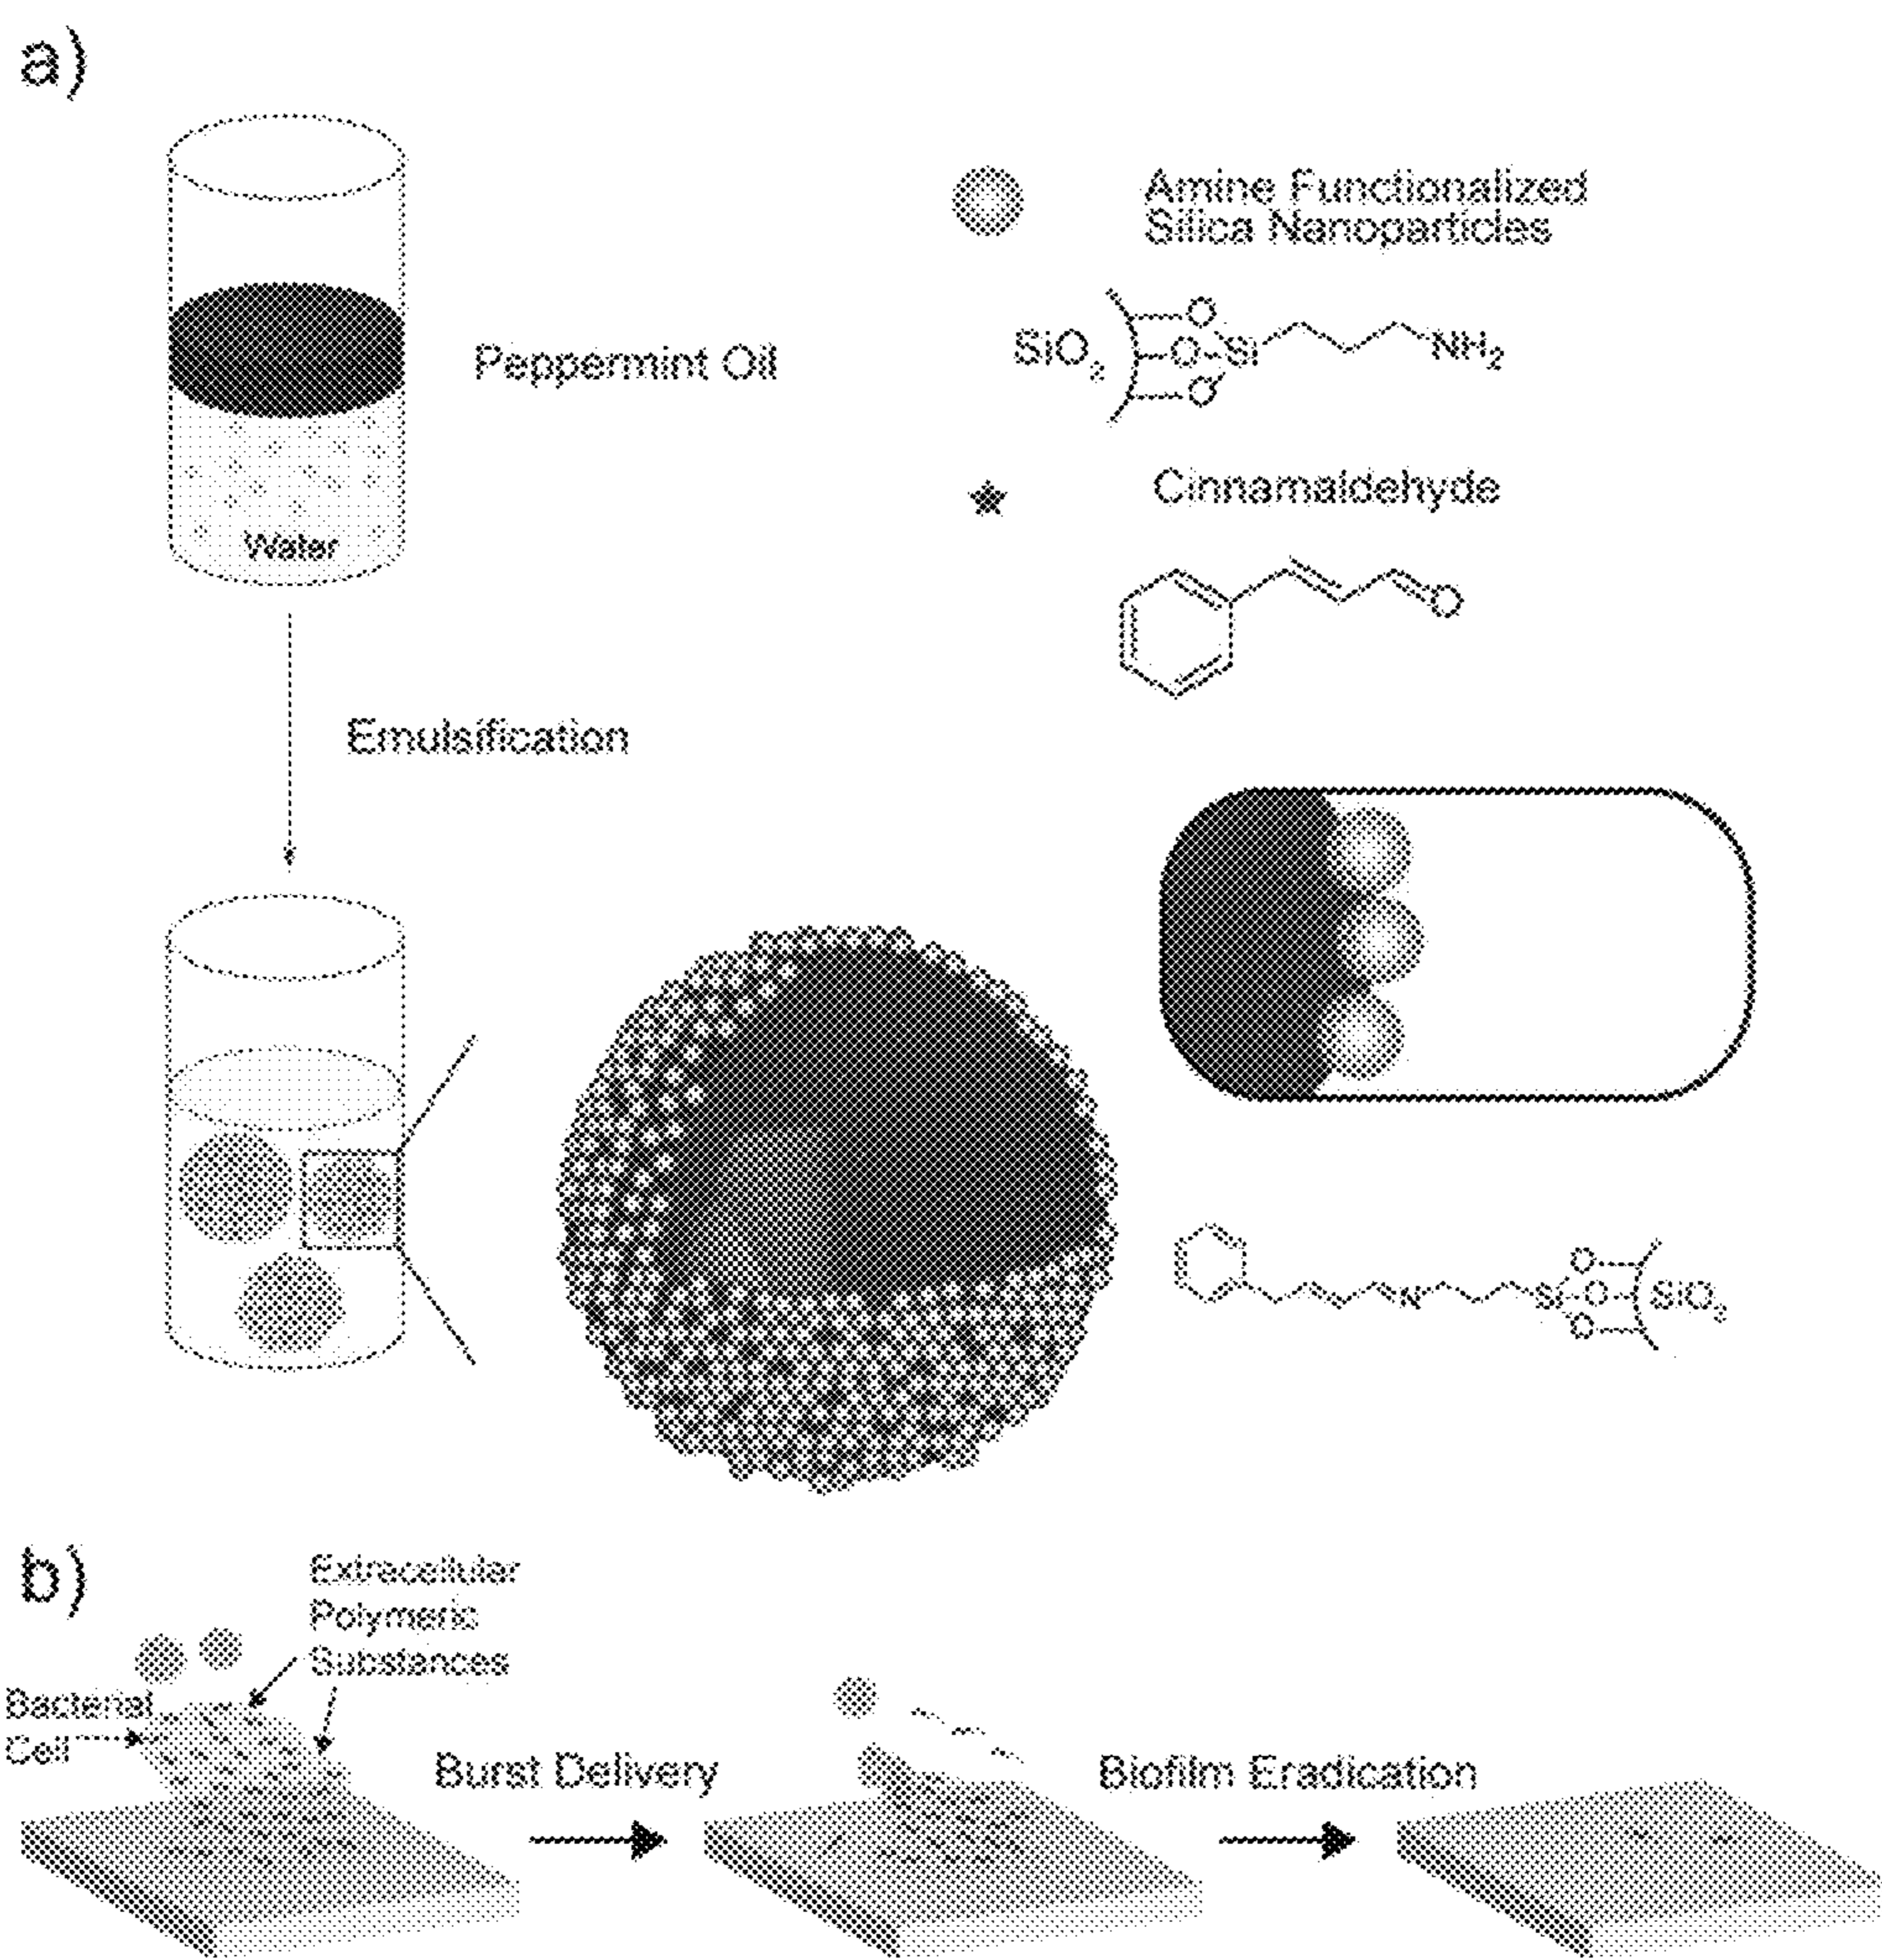 a)
Amine Functionalized
Silica Nanoparticles
Peppermint Oil
SiO₂
O
O
Si
NH₂
O
Water
Cinnamaldehyde
O
Emulsification
N
Si
O
O
O
SiO₂
b)
Extracellular
Polymeric
Substances
Bacterial
Cell
Burst Delivery
Biofilm Eradication